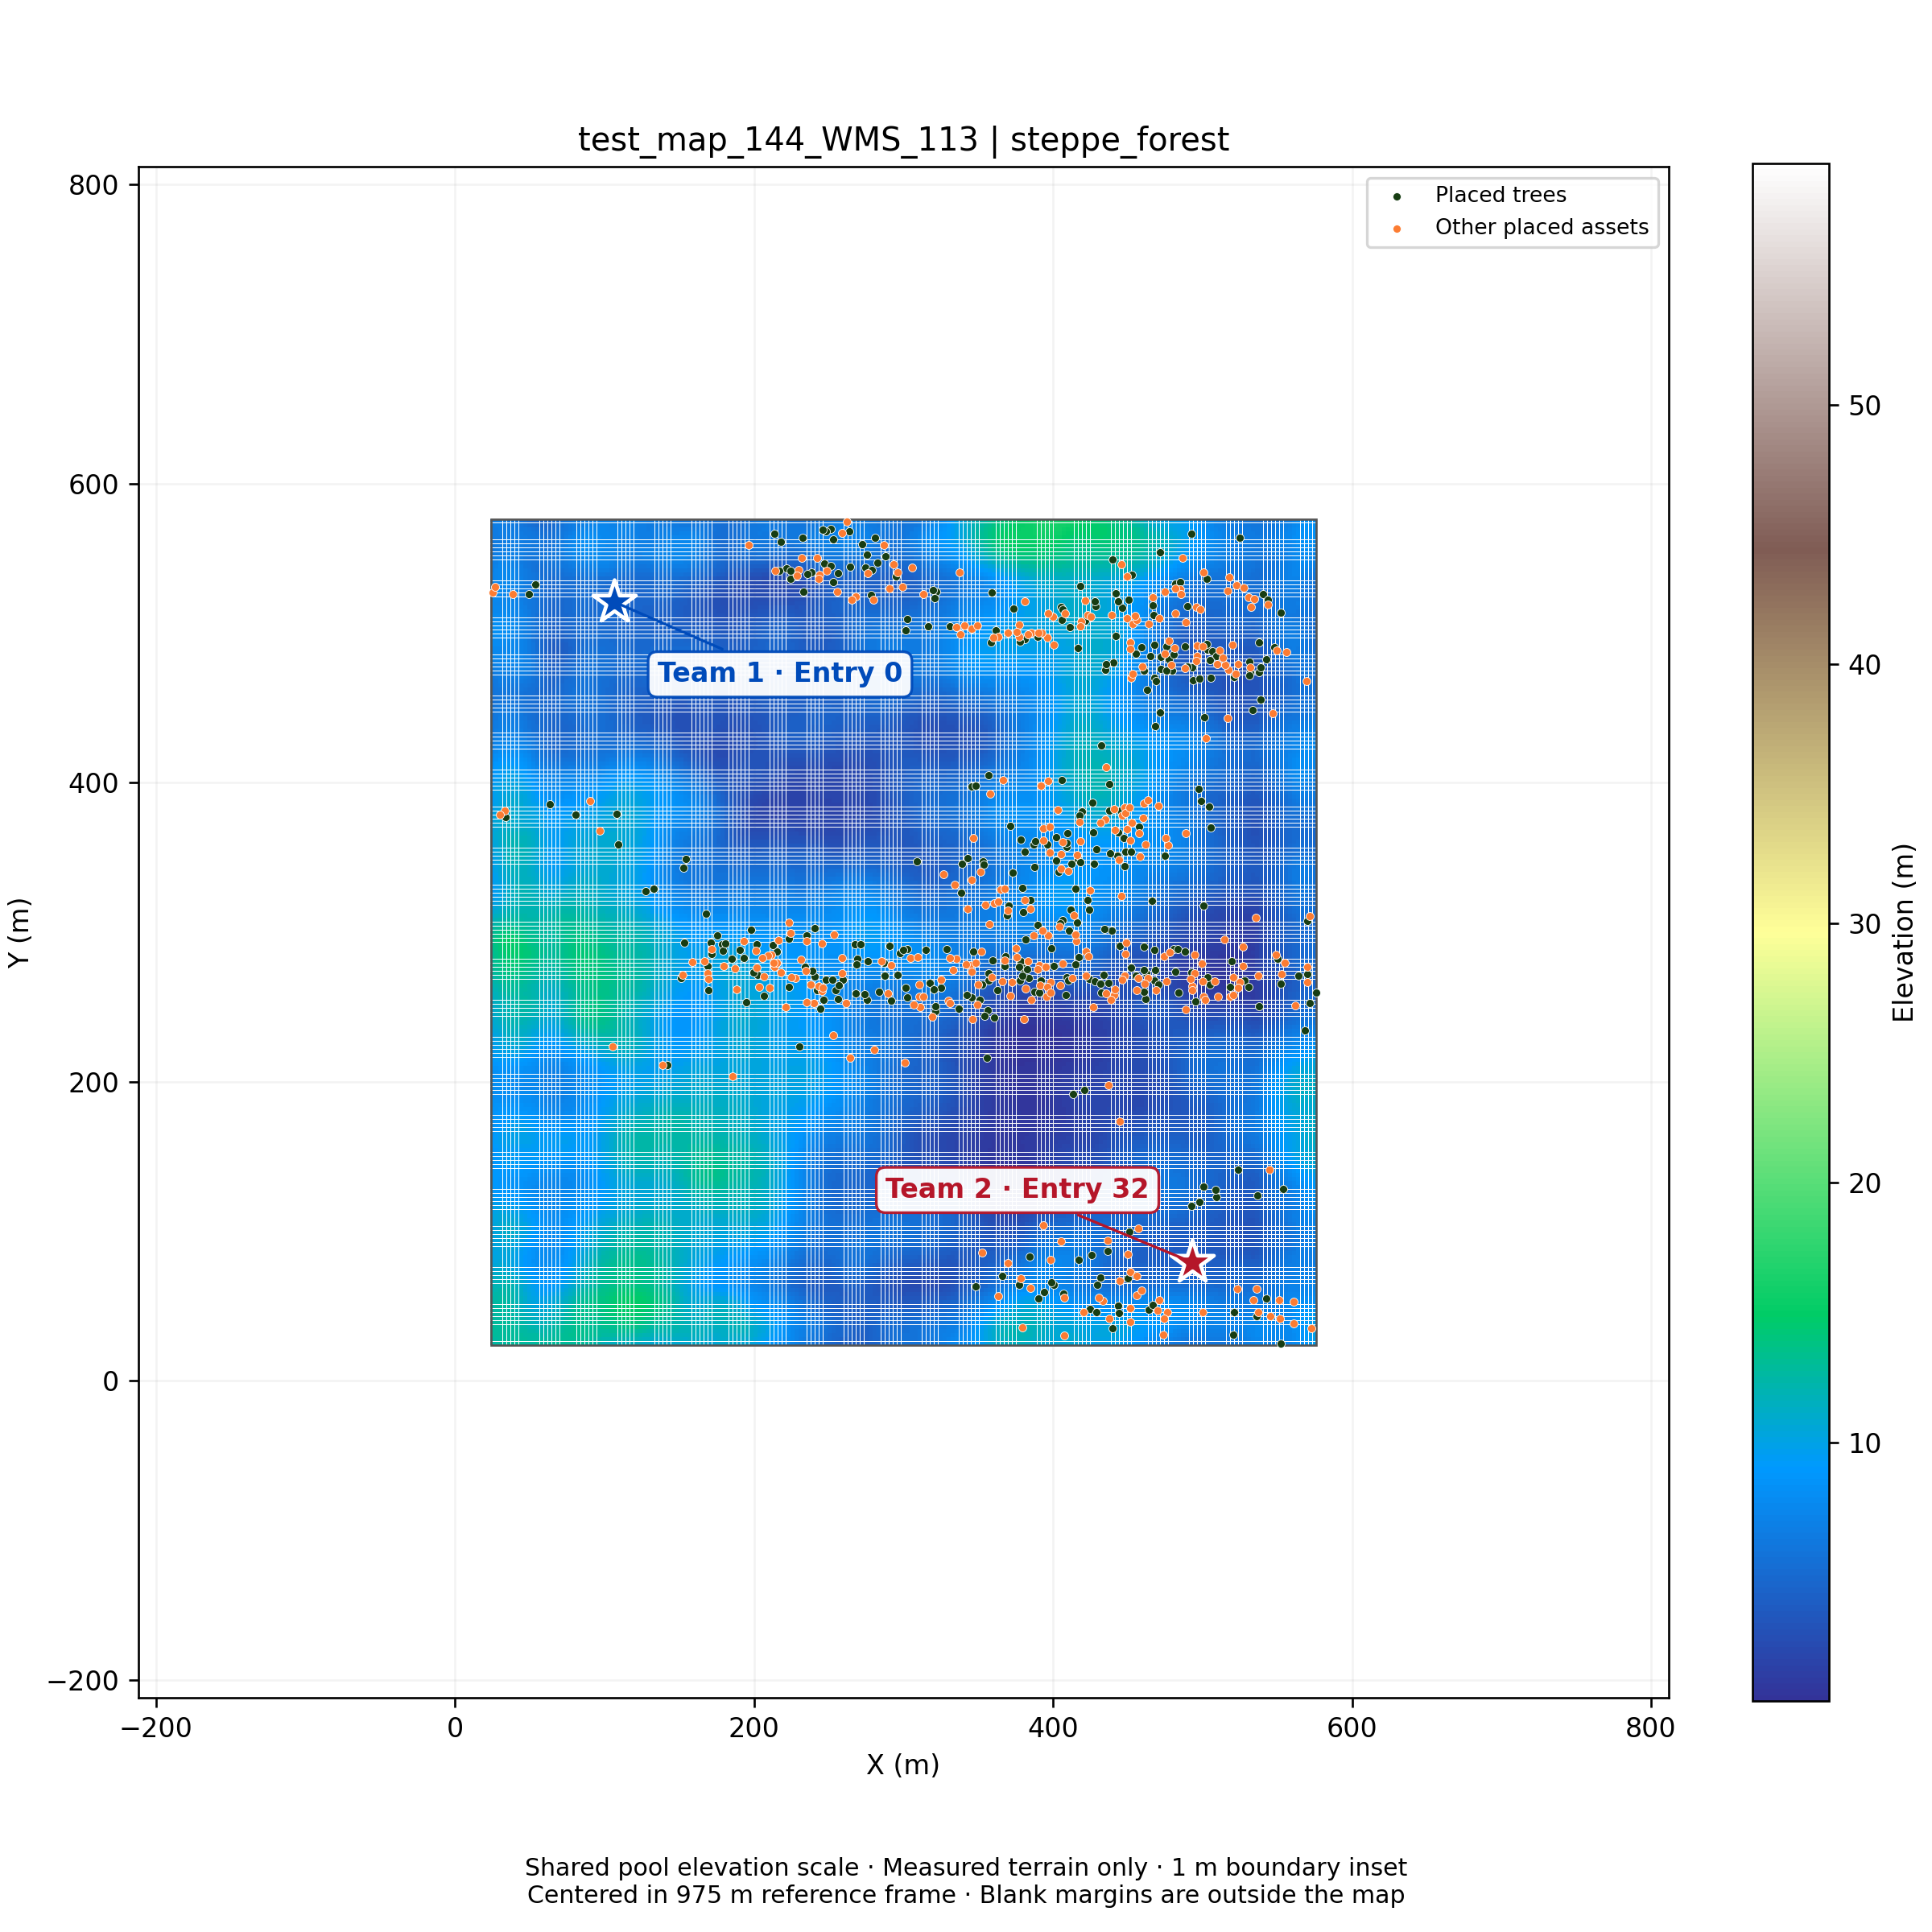 test_map_144_WMS_113 | steppe_forest
Placed trees
Other placed assets
800
600
400
200
0
−200
Y (m)
Team 1 · Entry 0
Team 2 · Entry 32
−200
0
200
400
600
800
X (m)
50
40
30
20
10
Elevation (m)
Shared pool elevation scale · Measured terrain only · 1 m boundary inset
Centered in 975 m reference frame · Blank margins are outside the map